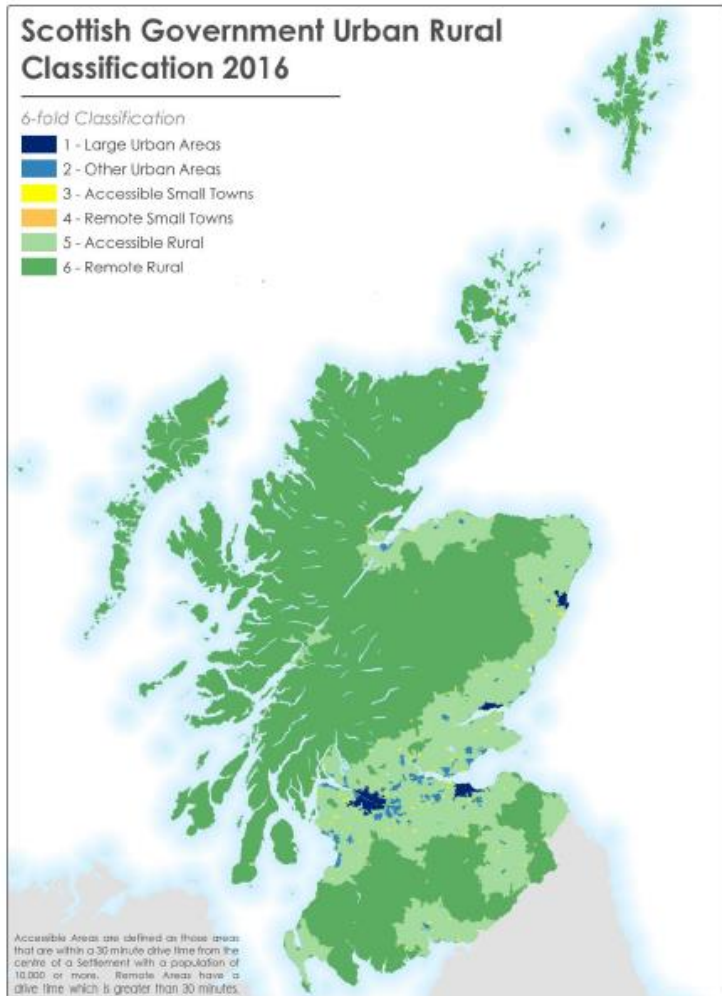 Scottish Government Urban Rural
Classification 2016
6-fold Classification
1 - Large Urban Areas
2 - Other Urban Areas
3 - Accessible Small Towns
4 - Remote Small Towns
5 - Accessible Rural
6 - Remote Rural
Accessible Areas are defined as those areas
that are within a 30 minute drive time from the
centre of a Settlement with a population of
10,000 or more. Remote Areas have a
drive time which is greater than 30 minutes.